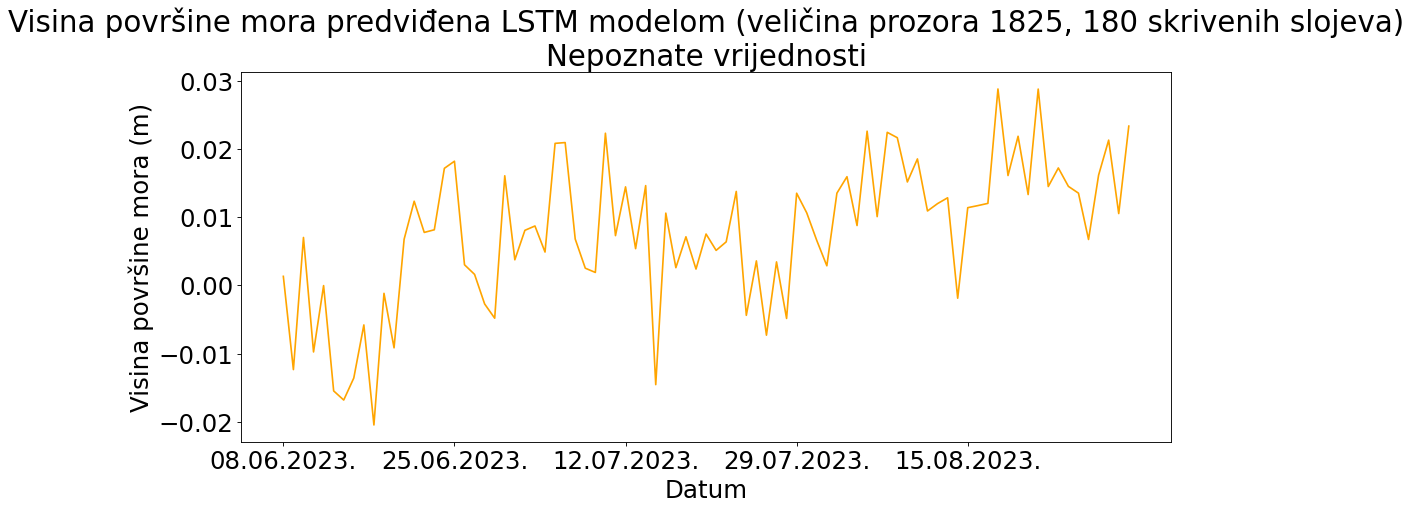 Visina površine mora predviđena LSTM modelom (veličina prozora 1825, 180 skrivenih slojeva)
Nepoznate vrijednosti
Visina površine mora (m)
0.03
0.02
0.01
0.00
−0.01
−0.02
08.06.2023. 25.06.2023. 12.07.2023. 29.07.2023. 15.08.2023.
Datum